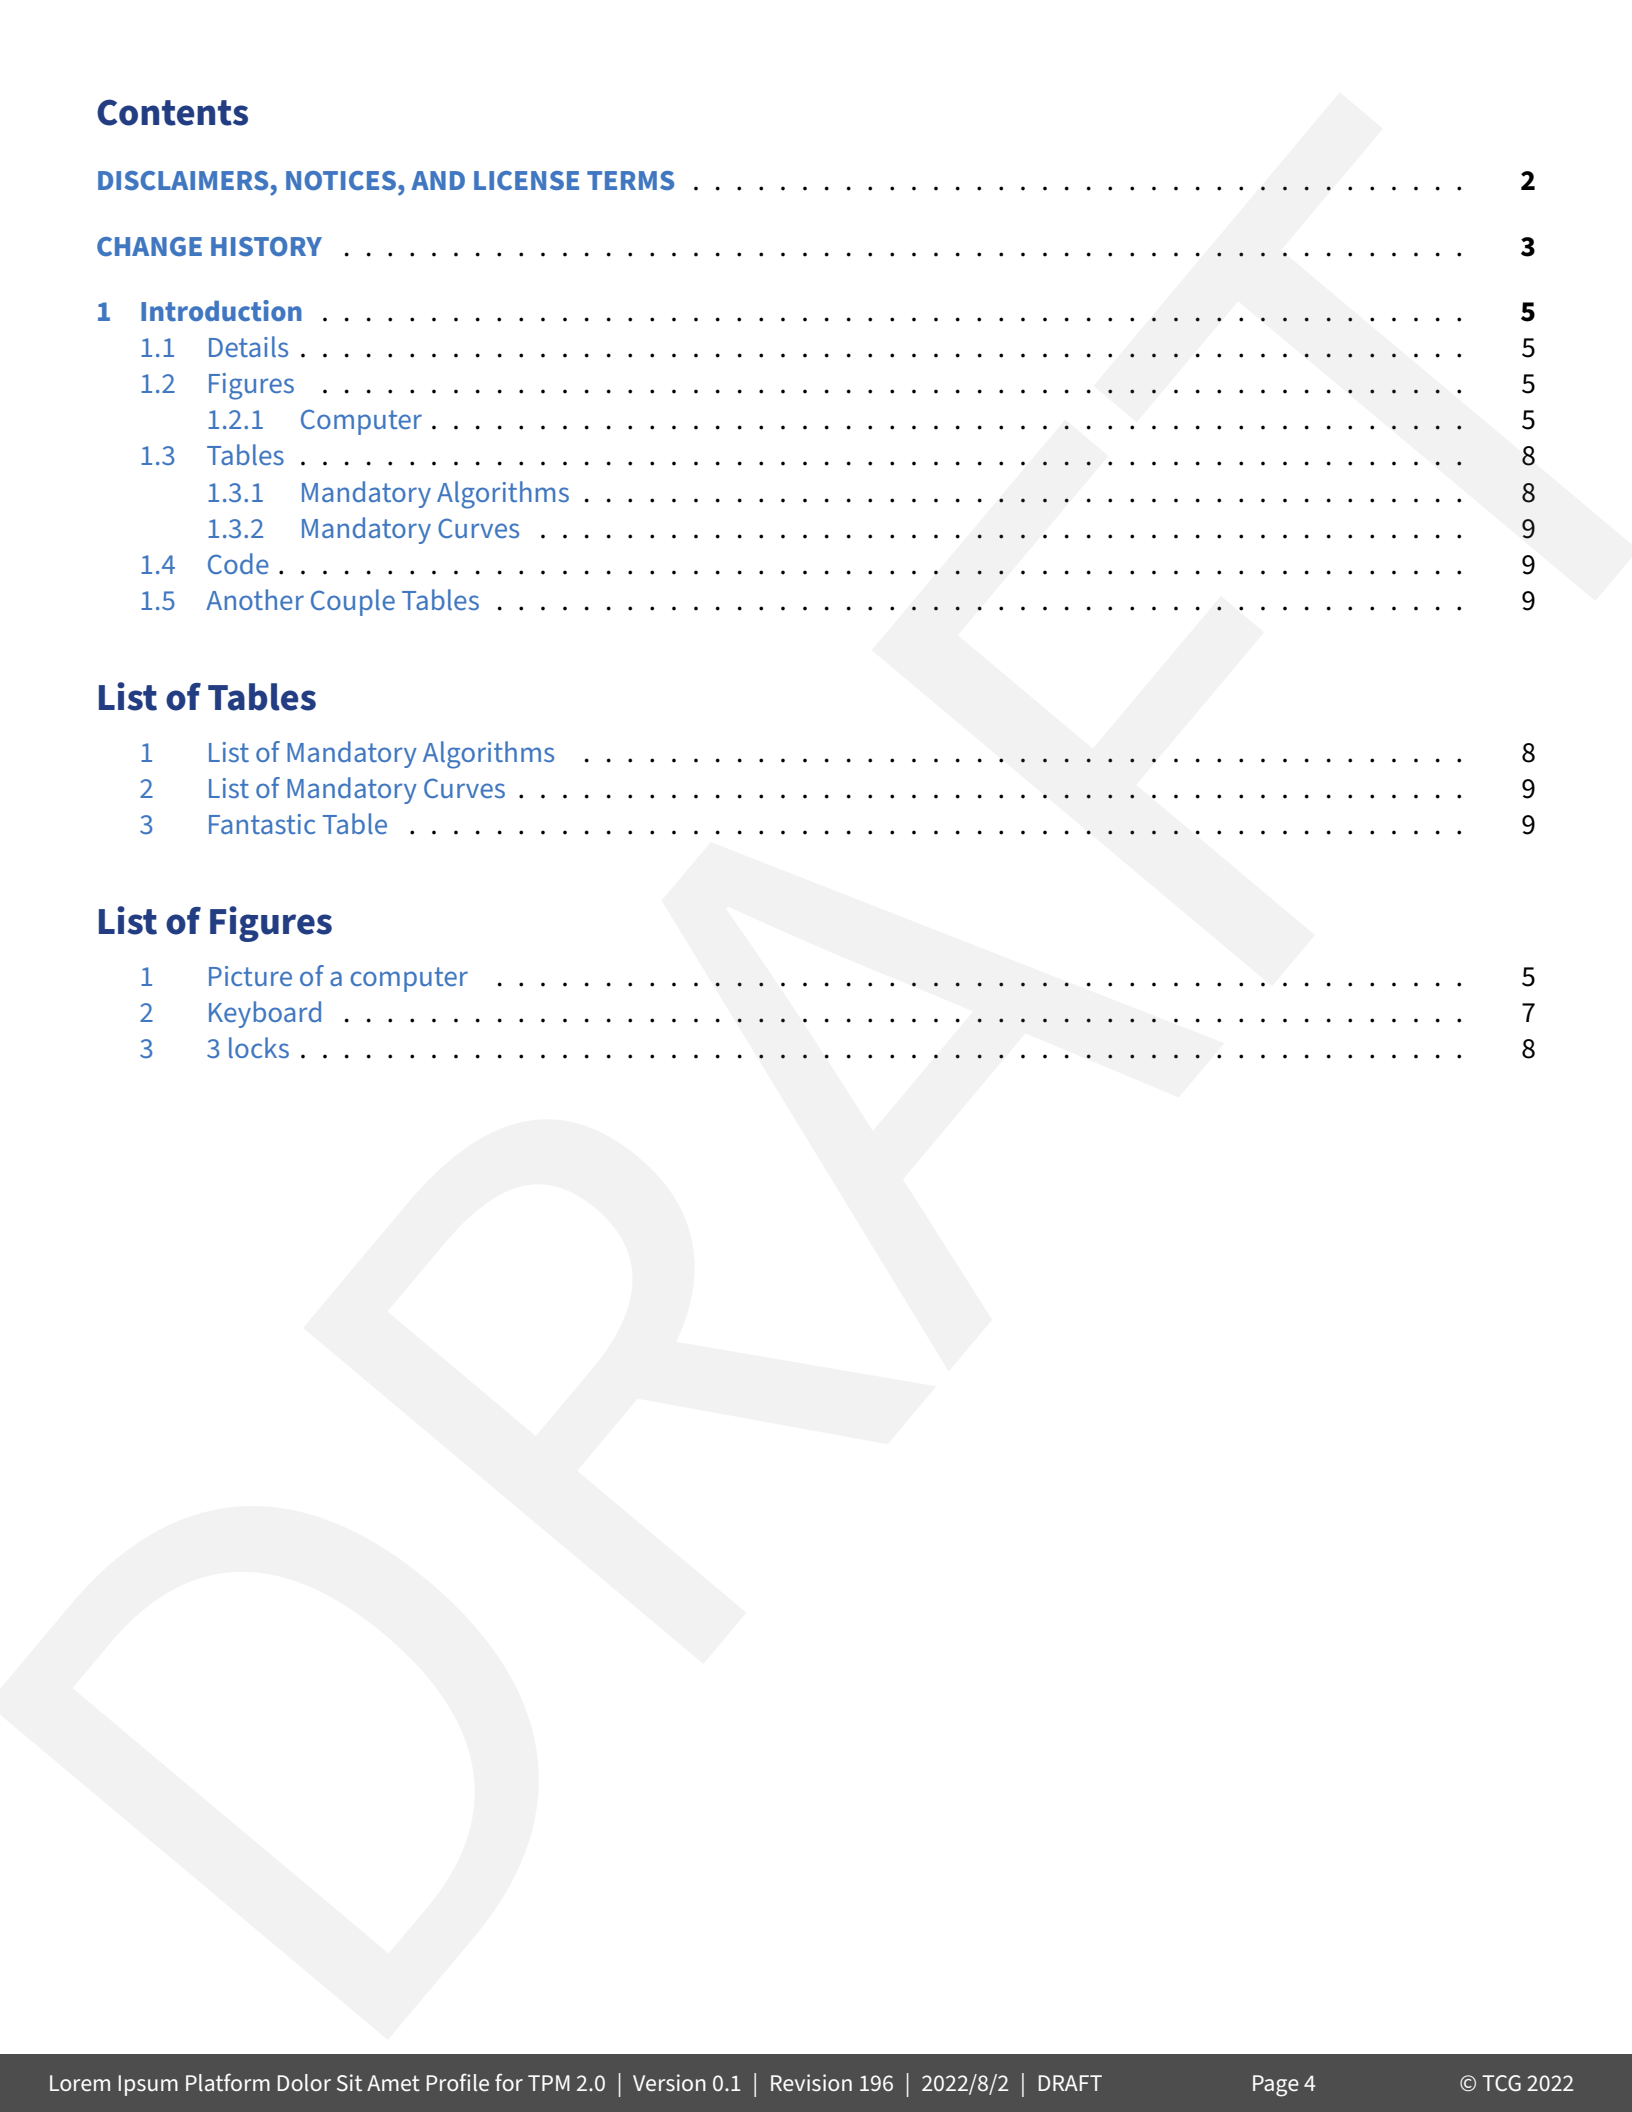 Contents
DISCLAIMERS, NOTICES, AND LICENSE TERMS . . . . . . . . . . . . . . . . . . . . . . . . . . . . . . . . . . . . 2
CHANGE HISTORY . . . . . . . . . . . . . . . . . . . . . . . . . . . . . . . . . . . . . . . . . . . . . . . . . . . . 3
1 Introduction . . . . . . . . . . . . . . . . . . . . . . . . . . . . . . . . . . . . . . . . . . . . . . . . . . . . . 5
1.1 Details . . . . . . . . . . . . . . . . . . . . . . . . . . . . . . . . . . . . . . . . . . . . . . . . . . . . . . 5
1.2 Figures . . . . . . . . . . . . . . . . . . . . . . . . . . . . . . . . . . . . . . . . . . . . . . . . . . . . . 5
1.2.1 Computer . . . . . . . . . . . . . . . . . . . . . . . . . . . . . . . . . . . . . . . . . . . . . . . . 5
1.3 Tables . . . . . . . . . . . . . . . . . . . . . . . . . . . . . . . . . . . . . . . . . . . . . . . . . . . . . . 8
1.3.1 Mandatory Algorithms . . . . . . . . . . . . . . . . . . . . . . . . . . . . . . . . . . . . . . . . . 8
1.3.2 Mandatory Curves . . . . . . . . . . . . . . . . . . . . . . . . . . . . . . . . . . . . . . . . . . . 9
1.4 Code . . . . . . . . . . . . . . . . . . . . . . . . . . . . . . . . . . . . . . . . . . . . . . . . . . . . . . . 9
1.5 Another Couple Tables . . . . . . . . . . . . . . . . . . . . . . . . . . . . . . . . . . . . . . . . . . . . . 9
List of Tables
1 List of Mandatory Algorithms . . . . . . . . . . . . . . . . . . . . . . . . . . . . . . . . . . . . . . . . . 8
2 List of Mandatory Curves . . . . . . . . . . . . . . . . . . . . . . . . . . . . . . . . . . . . . . . . . . . . 9
3 Fantastic Table . . . . . . . . . . . . . . . . . . . . . . . . . . . . . . . . . . . . . . . . . . . . . . . . . 9
List of Figures
1 Picture of a computer . . . . . . . . . . . . . . . . . . . . . . . . . . . . . . . . . . . . . . . . . . . . . 5
2 Keyboard . . . . . . . . . . . . . . . . . . . . . . . . . . . . . . . . . . . . . . . . . . . . . . . . . . . . 7
3 3 locks . . . . . . . . . . . . . . . . . . . . . . . . . . . . . . . . . . . . . . . . . . . . . . . . . . . . . . 8
DRAFT
Lorem Ipsum Platform Dolor Sit Amet Profile for TPM 2.0 | Version 0.1 | Revision 196 | 2022/8/2 | DRAFT Page 4 © TCG 2022